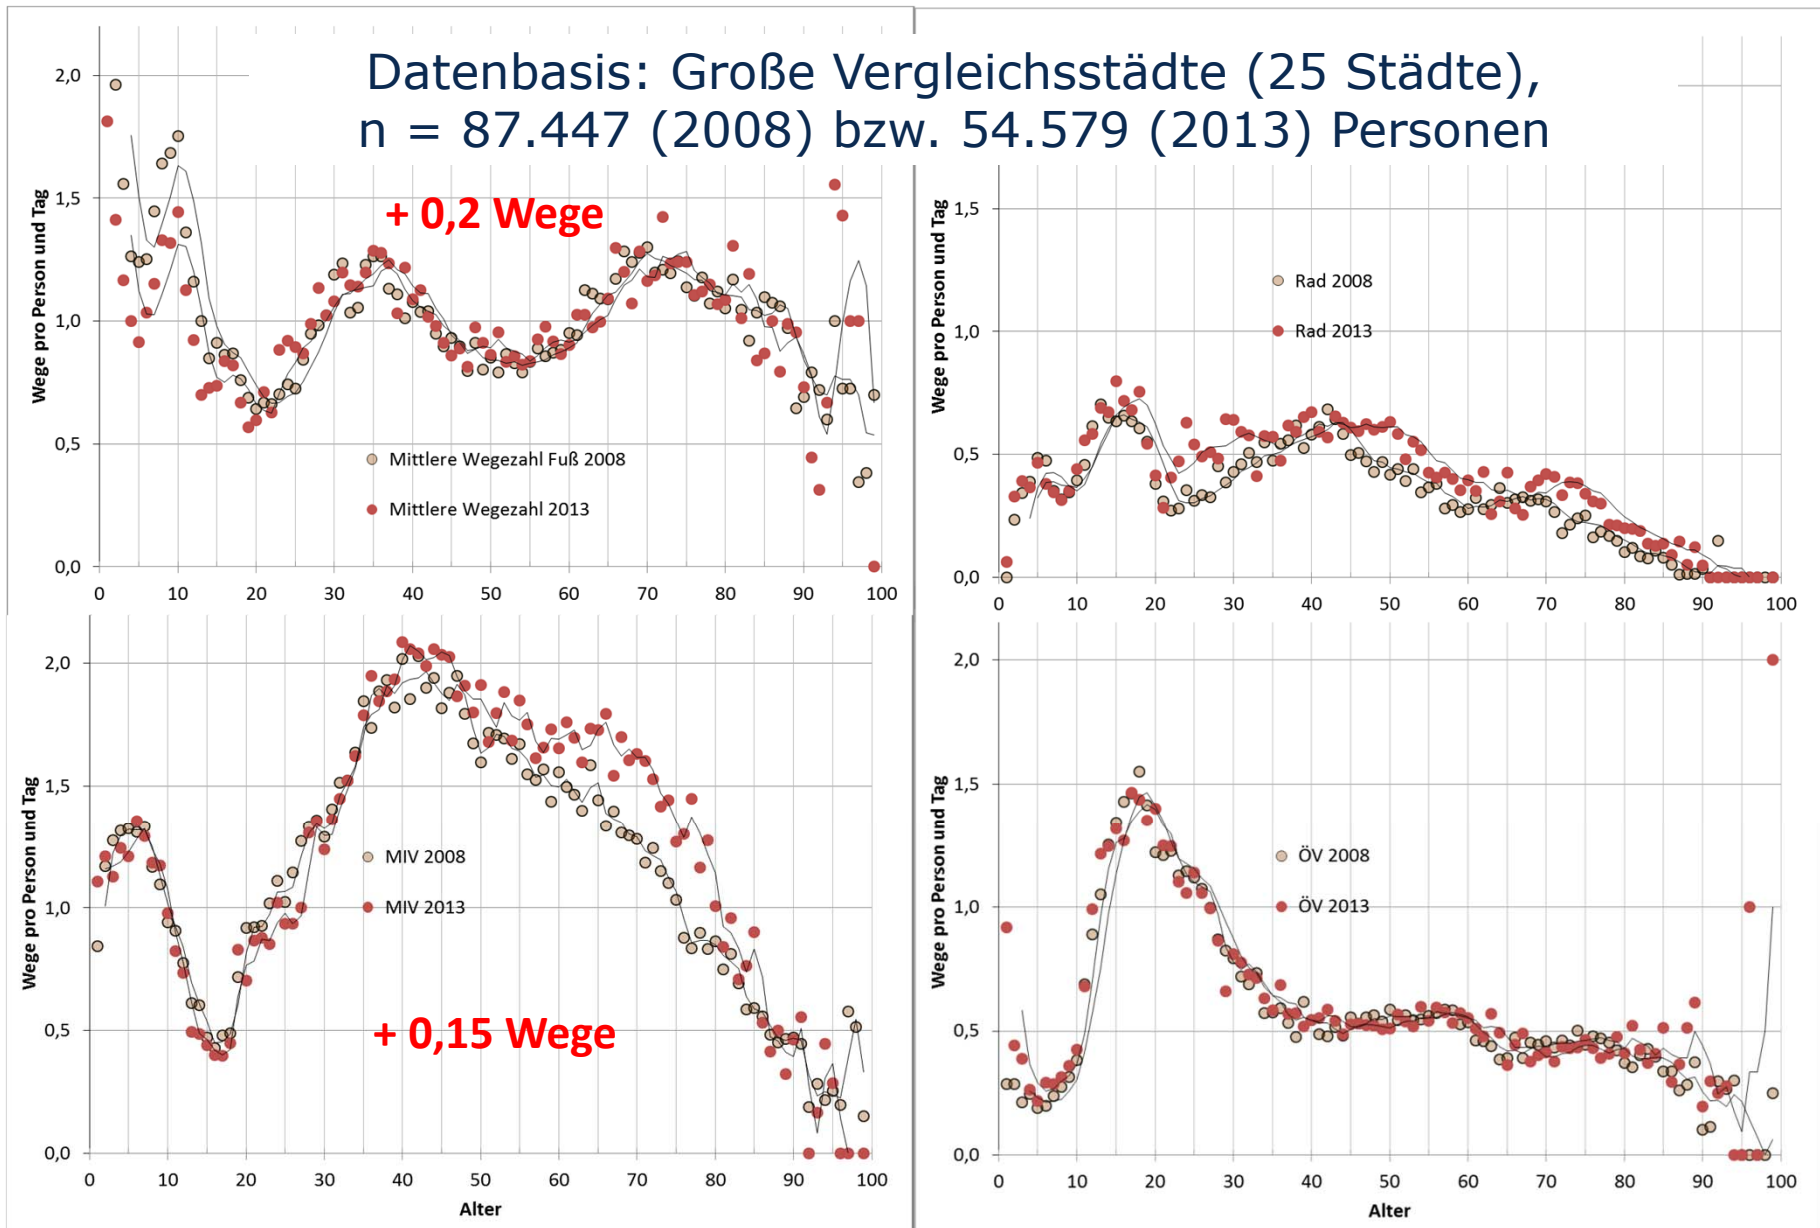 Datenbasis: Große Vergleichsstädte (25 Städte),
n = 87.447 (2008) bzw. 54.579 (2013) Personen
Wege pro Person und Tag
2,0
1,5
1,0
0,5
0,0
+ 0,2 Wege
Mittlere Wegezahl Fuß 2008
Mittlere Wegezahl 2013
0 10 20 30 40 50 60 70 80 90 100
Wege pro Person und Tag
1,5
1,0
0,5
0,0
Rad 2008
Rad 2013
0 10 20 30 40 50 60 70 80 90 100
Wege pro Person und Tag
2,0
1,5
1,0
0,5
0,0
MIV 2008
MIV 2013
+ 0,15 Wege
0 10 20 30 40 50 60 70 80 90 100
Alter
Wege pro Person und Tag
2,0
1,5
1,0
0,5
0,0
ÖV 2008
ÖV 2013
0 10 20 30 40 50 60 70 80 90 100
Alter